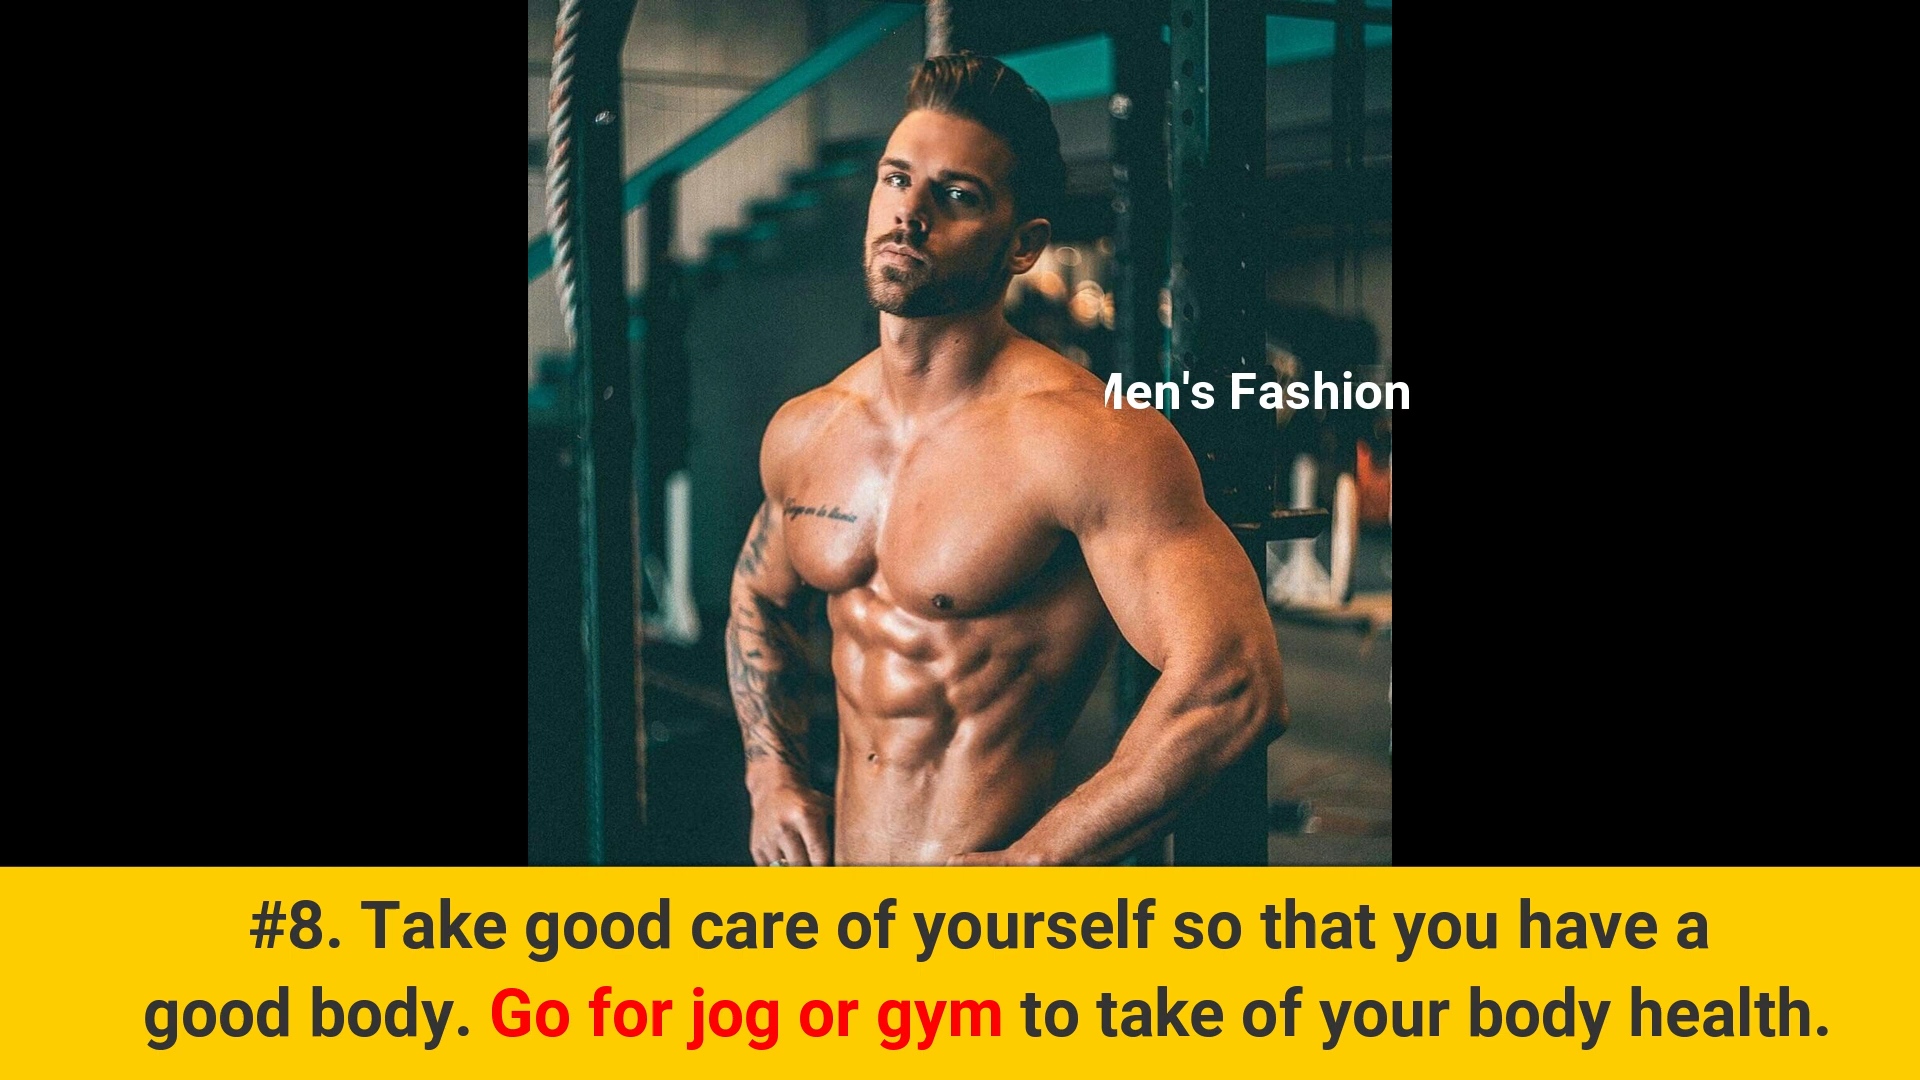 Men's Fashion
#8. Take good care of yourself so that you have a
good body. Go for jog or gym to take of your body health.